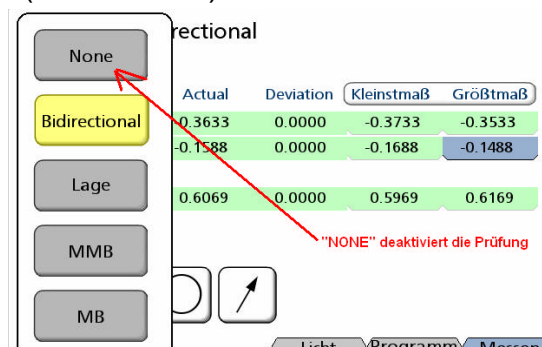 rectional
None
Actual Deviation Kleinstmaß Größtmaß
Bidirectional
-0.3633 0.0000 -0.3733 -0.3533
-0.1588 0.0000 -0.1688 -0.1488
Lage
0.6069 0.0000 0.5969 0.6169
"NONE" deaktiviert die Prüfung
MMB
MB
Licht Programm Messen